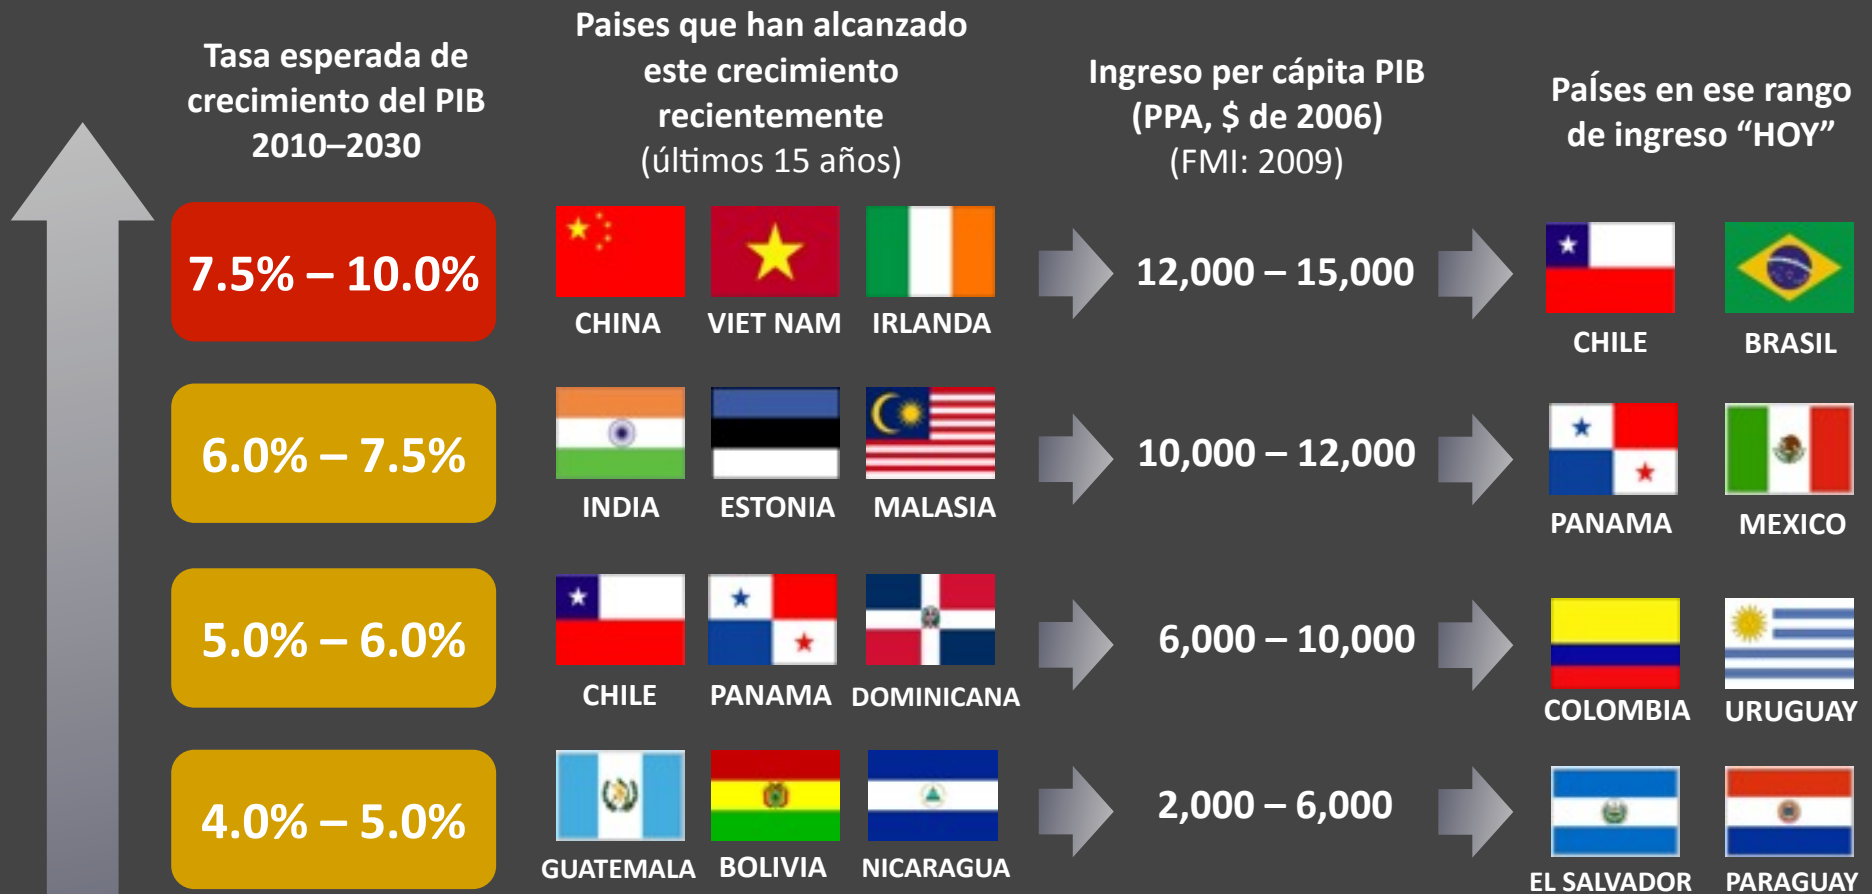 Tasa esperada de
crecimiento del PIB
2010–2030
Paises que han alcanzado
este crecimiento
recientemente
(últimos 15 años)
Ingreso per cápita PIB
(PPA, $ de 2006)
(FMI: 2009)
Países en ese rango
de ingreso “HOY”
7.5% – 10.0%
CHINA VIET NAM IRLANDA
12,000 – 15,000
CHILE BRASIL
6.0% – 7.5%
INDIA ESTONIA MALASIA
10,000 – 12,000
PANAMA MEXICO
5.0% – 6.0%
CHILE PANAMA DOMINICANA
6,000 – 10,000
COLOMBIA URUGUAY
4.0% – 5.0%
GUATEMALA BOLIVIA NICARAGUA
2,000 – 6,000
EL SALVADOR PARAGUAY